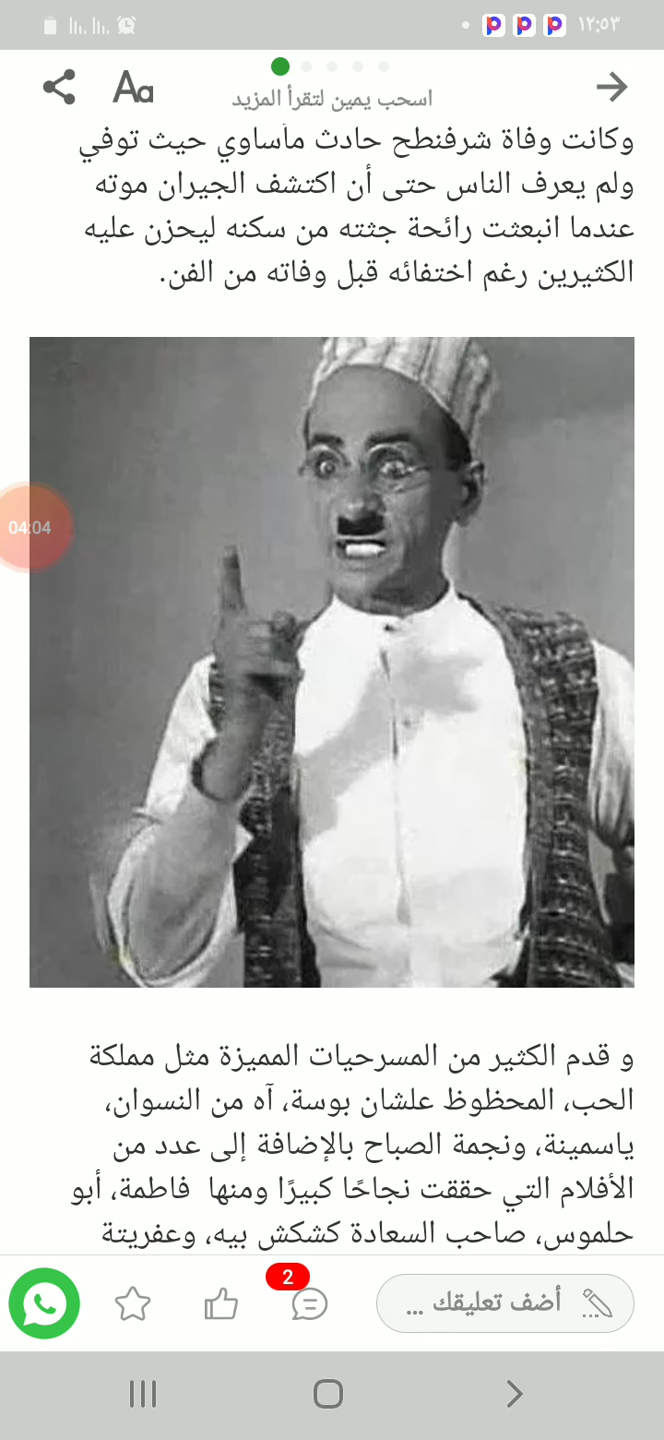 ١٢:٥٣
اسحب يمين لتقرأ المزيد
Aa
وكانت وفاة شرفنطح حادث مأساوي حيث توفي
ولم يعرف الناس حتى أن اكتشف الجيران موته
عندما انبعثت رائحة جثته من سكنه ليحزن عليه
الكثيرين رغم اختفائه قبل وفاته من الفن.
04:04
و قدم الكثير من المسرحيات المميزة مثل مملكة
الحب، المحظوظ علشان بوسة، آه من النسوان،
ياسمينة، ونجمة الصباح بالإضافة إلى عدد من
الأفلام التي حققت نجاحًا كبيرًا ومنها فاطمة، أبو
حلموس، صاحب السعادة كشكش بيه، وعفريتة
أضف تعليقك ...
2